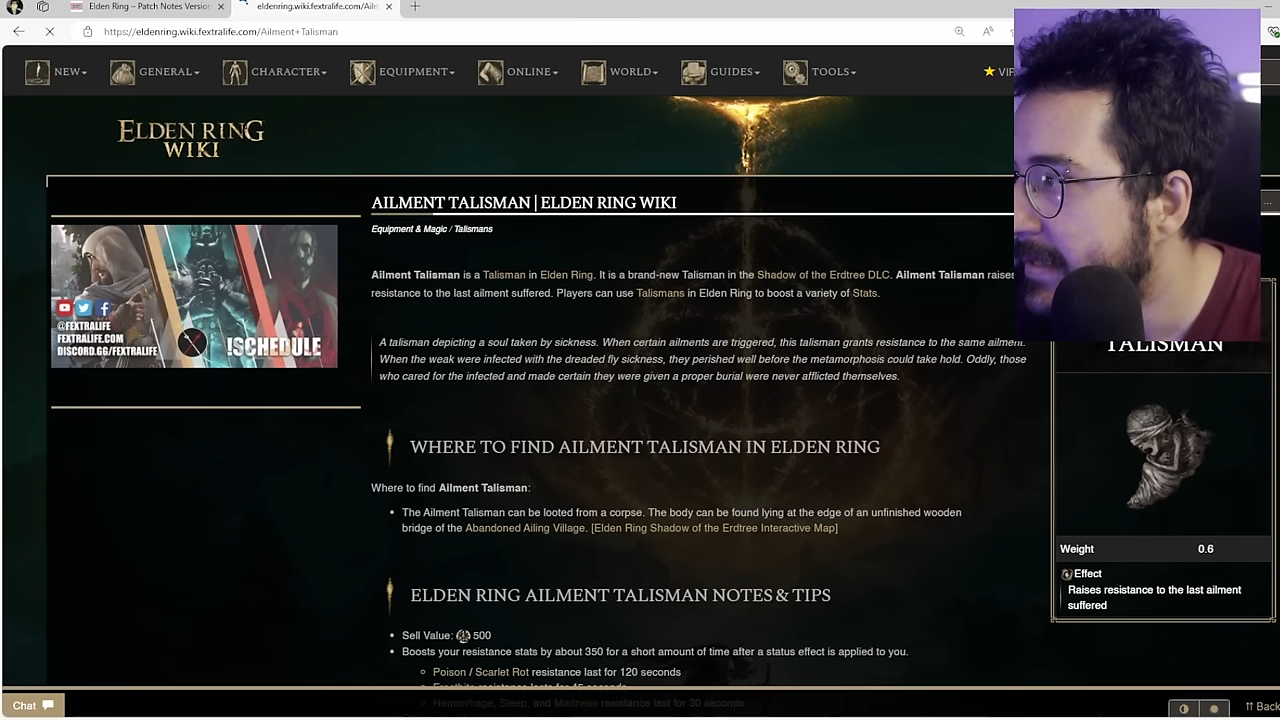 Elden Ring – Patch Notes Version
eldenring.wiki.fextralife.com/Ailm
https://eldenring.wiki.fextralife.com/Ailment+Talisman
NEW GENERAL CHARACTER EQUIPMENT ONLINE WORLD GUIDES TOOLS
ELDEN RING
WIKI
AILMENT TALISMAN | ELDEN RING WIKI
Equipment & Magic / Talismans
Ailment Talisman is a Talisman in Elden Ring. It is a brand-new Talisman in the Shadow of the Erdtree DLC. Ailment Talisman raises
resistance to the last ailment suffered. Players can use Talismans in Elden Ring to boost a variety of Stats.
@FEXTRALIFE
FEXTRALIFE.COM
DISCORD.GG/FEXTRALIFE
!SCHEDULE
A talisman depicting a soul taken by sickness. When certain ailments are triggered, this talisman grants resistance to the same ailment.
When the weak were infected with the dreaded fly sickness, they perished well before the metamorphosis could take hold. Oddly, those
who cared for the infected and made certain they were given a proper burial were never afflicted themselves.
TALISMAN
WHERE TO FIND AILMENT TALISMAN IN ELDEN RING
Where to find Ailment Talisman:
• The Ailment Talisman can be looted from a corpse. The body can be found lying at the edge of an unfinished wooden
bridge of the Abandoned Ailing Village. [Elden Ring Shadow of the Erdtree Interactive Map]
Weight 0.6
Effect
Raises resistance to the last ailment
suffered
ELDEN RING AILMENT TALISMAN NOTES & TIPS
• Sell Value: 500
• Boosts your resistance stats by about 350 for a short amount of time after a status effect is applied to you.
Poison / Scarlet Rot resistance last for 120 seconds
Hemorrhage, Sleep, and Madness resistance last for 30 seconds
Chat
Back